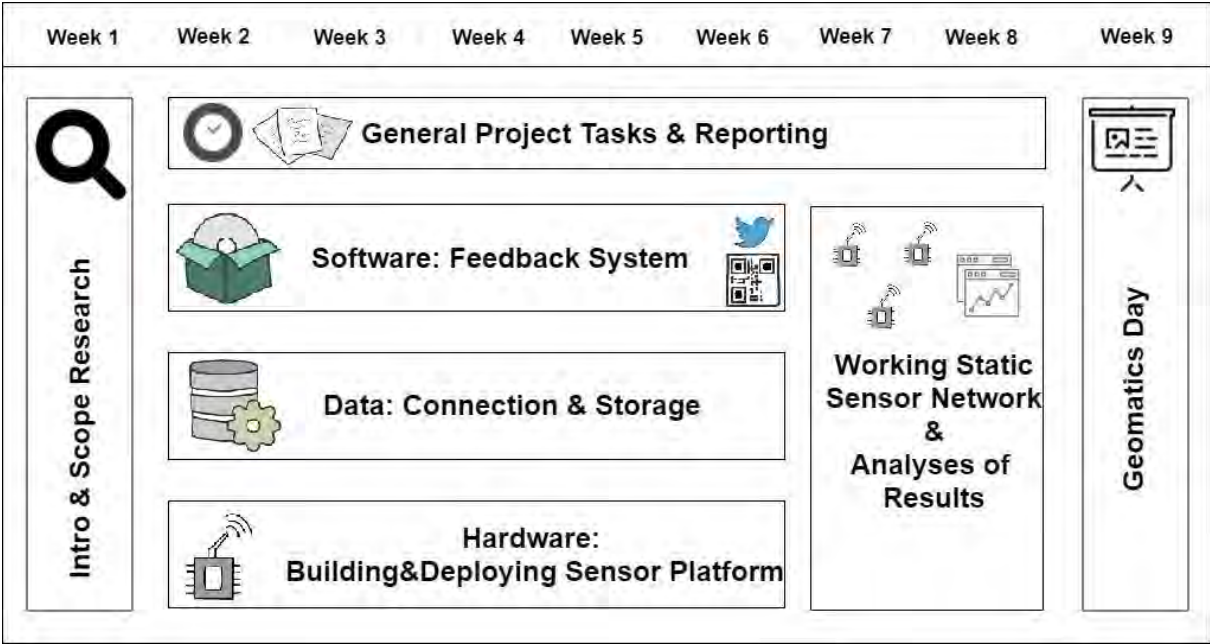 Week 1 Week 2 Week 3 Week 4 Week 5 Week 6 Week 7 Week 8 Week 9
Intro & Scope Research
General Project Tasks & Reporting
Software: Feedback System
Data: Connection & Storage
Hardware:
Building&Deploying Sensor Platform
Working Static
Sensor Network
&
Analyses of
Results
Geomatics Day